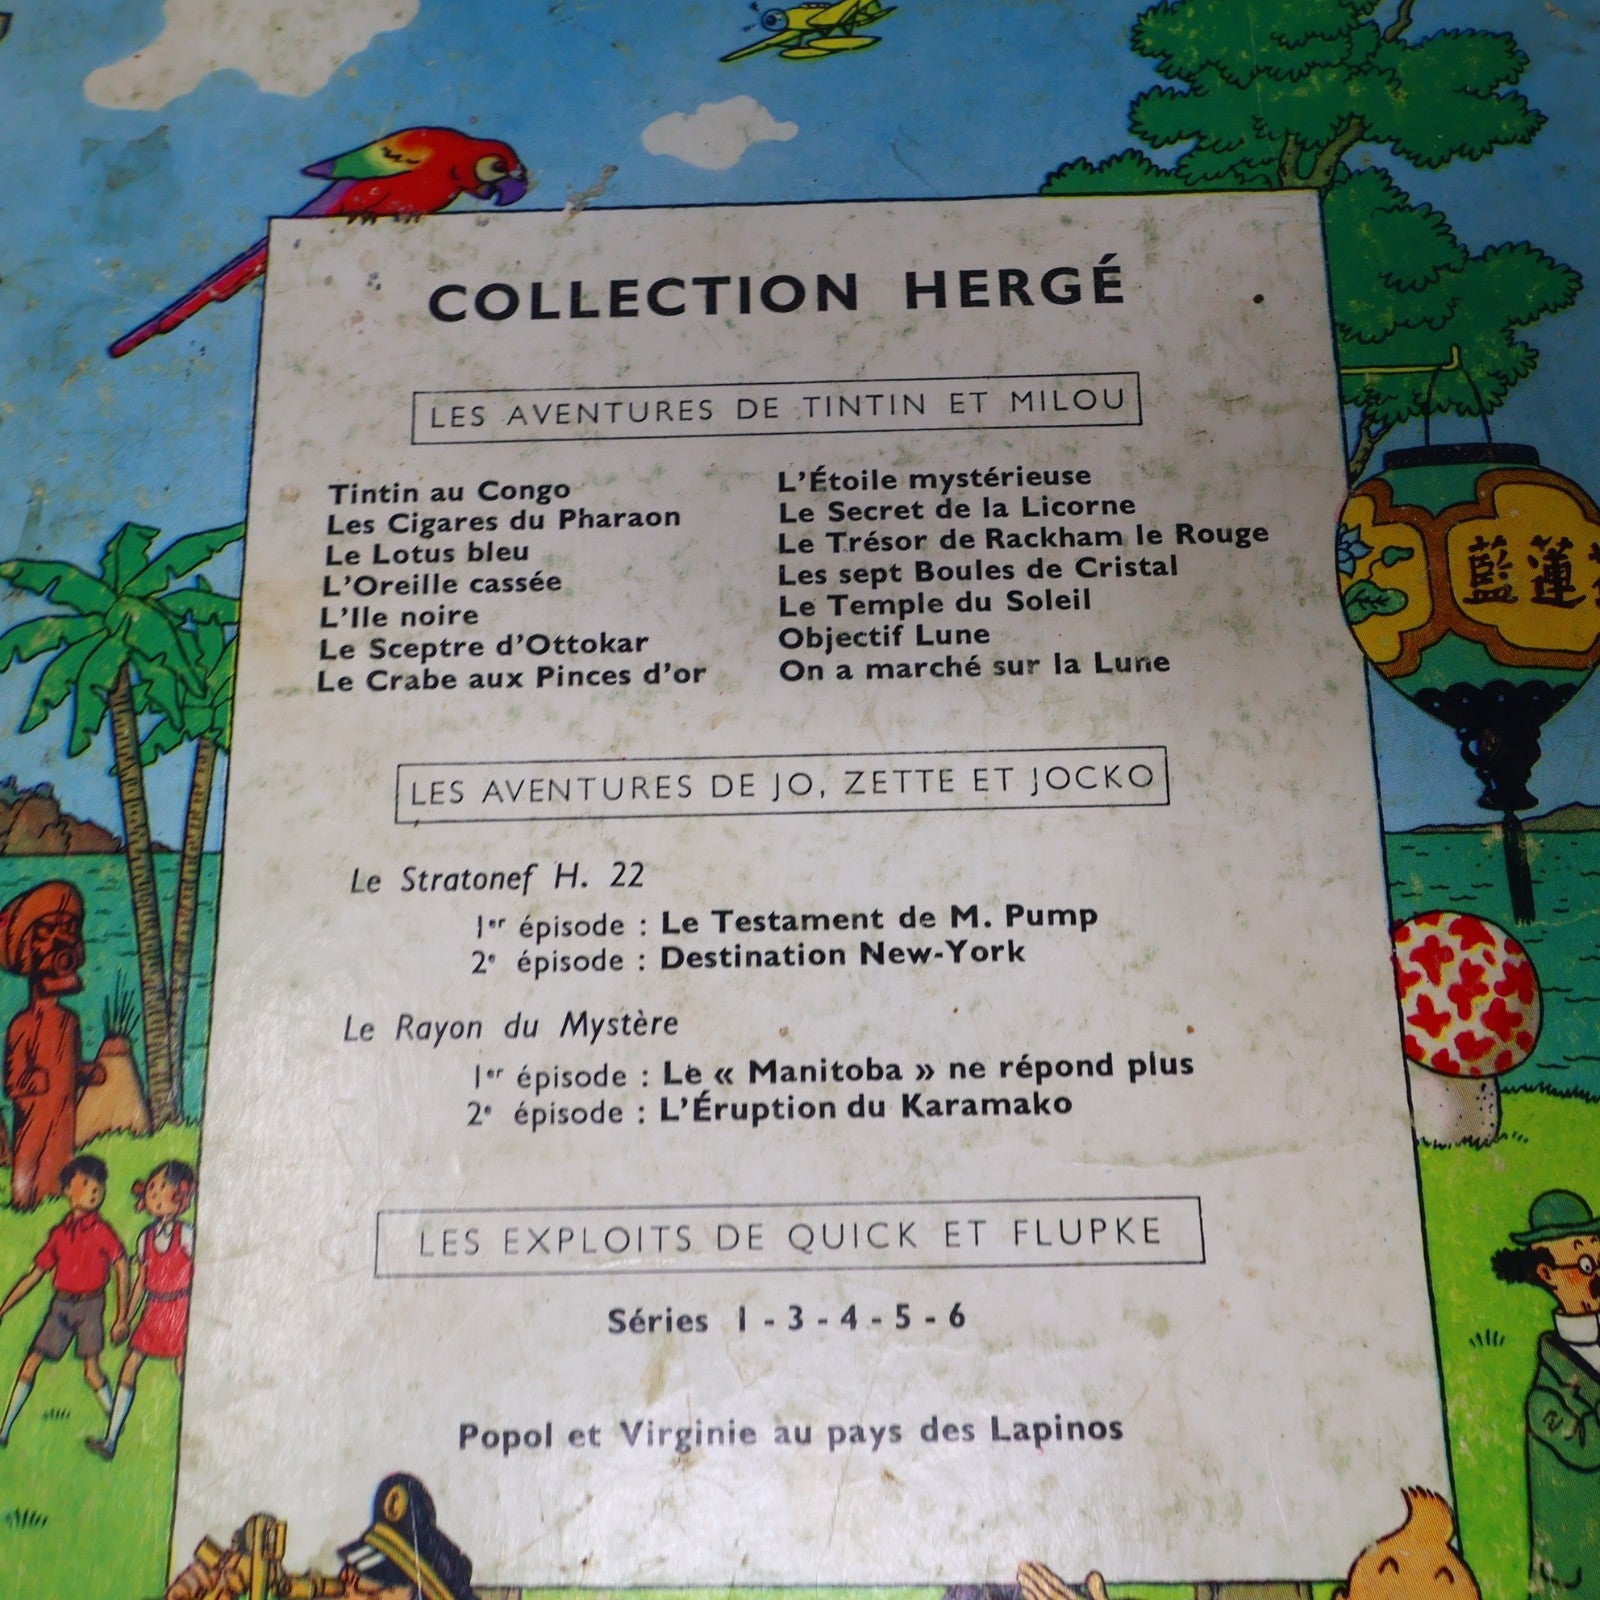 COLLECTION HERGÉ
LES AVENTURES DE TINTIN ET MILOU
Tintin au Congo
Les Cigares du Pharaon
Le Lotus bleu
L'Oreille cassée
L'Ile noire
Le Sceptre d'Ottokar
Le Crabe aux Pinces d'or
L'Étoile mystérieuse
Le Secret de la Licorne
Le Trésor de Rackham le Rouge
Les sept Boules de Cristal
Le Temple du Soleil
Objectif Lune
On a marché sur la Lune
LES AVENTURES DE JO, ZETTE ET JOCKO
Le Stratonef H. 22
1er épisode : Le Testament de M. Pump
2e épisode : Destination New-York
Le Rayon du Mystère
1er épisode : Le « Manitoba » ne répond plus
2e épisode : L'Éruption du Karamako
LES EXPLOITS DE QUICK ET FLUPKE
Séries 1 - 3 - 4 - 5 - 6
Popol et Virginie au pays des Lapinos